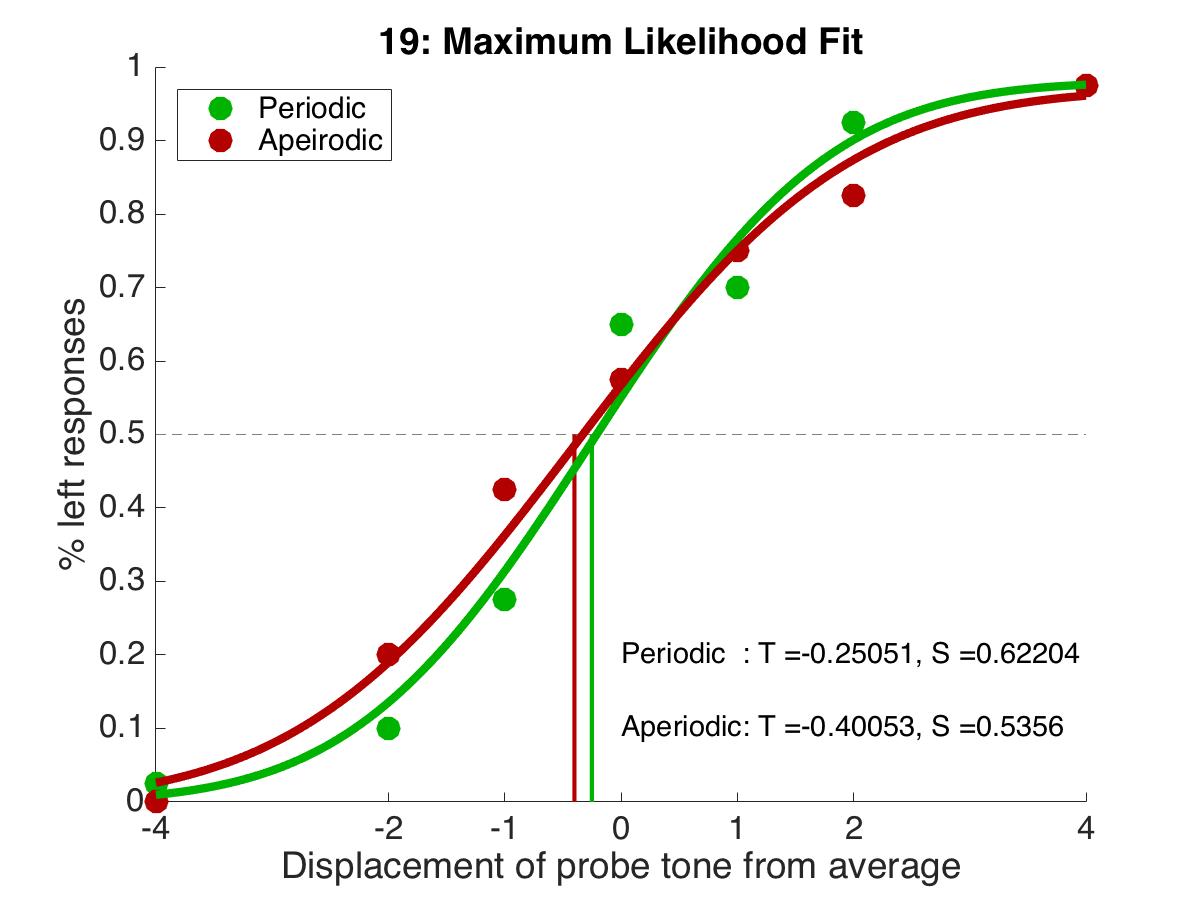 19: Maximum Likelihood Fit
Periodic
Apeirodic
% left responses
1
0.9
0.8
0.7
0.6
0.5
0.4
0.3
0.2
0.1
0
Periodic : T =-0.25051, S =0.62204
Aperiodic: T =-0.40053, S =0.5356
-4 -2 -1 0 1 2 4
Displacement of probe tone from average